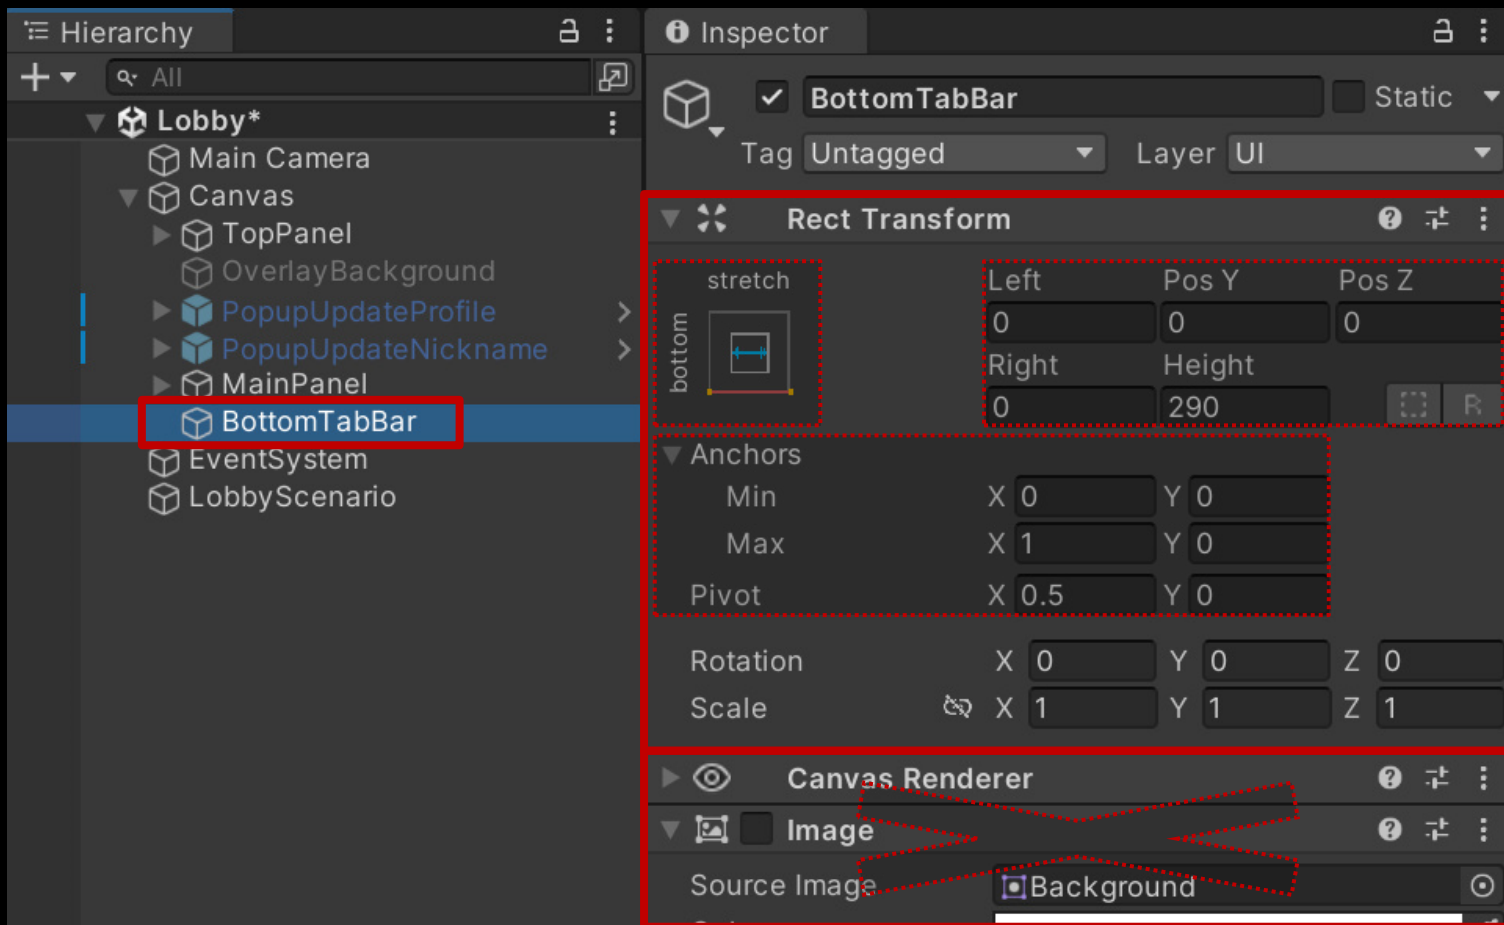 Hierarchy
All
Lobby*
Main Camera
Canvas
TopPanel
OverlayBackground
PopupUpdateProfile
PopupUpdateNickname
MainPanel
BottomTabBar
EventSystem
LobbyScenario
Inspector
BottomTabBar Static
Tag Untagged Layer UI
Rect Transform
stretch
bottom
Left Pos Y Pos Z
0 0 0
Right Height
0 290 R
Anchors
Min X 0 Y 0
Max X 1 Y 0
Pivot X 0.5 Y 0
Rotation X 0 Y 0 Z 0
Scale X 1 Y 1 Z 1
Canvas Renderer
Image
Source Image Background